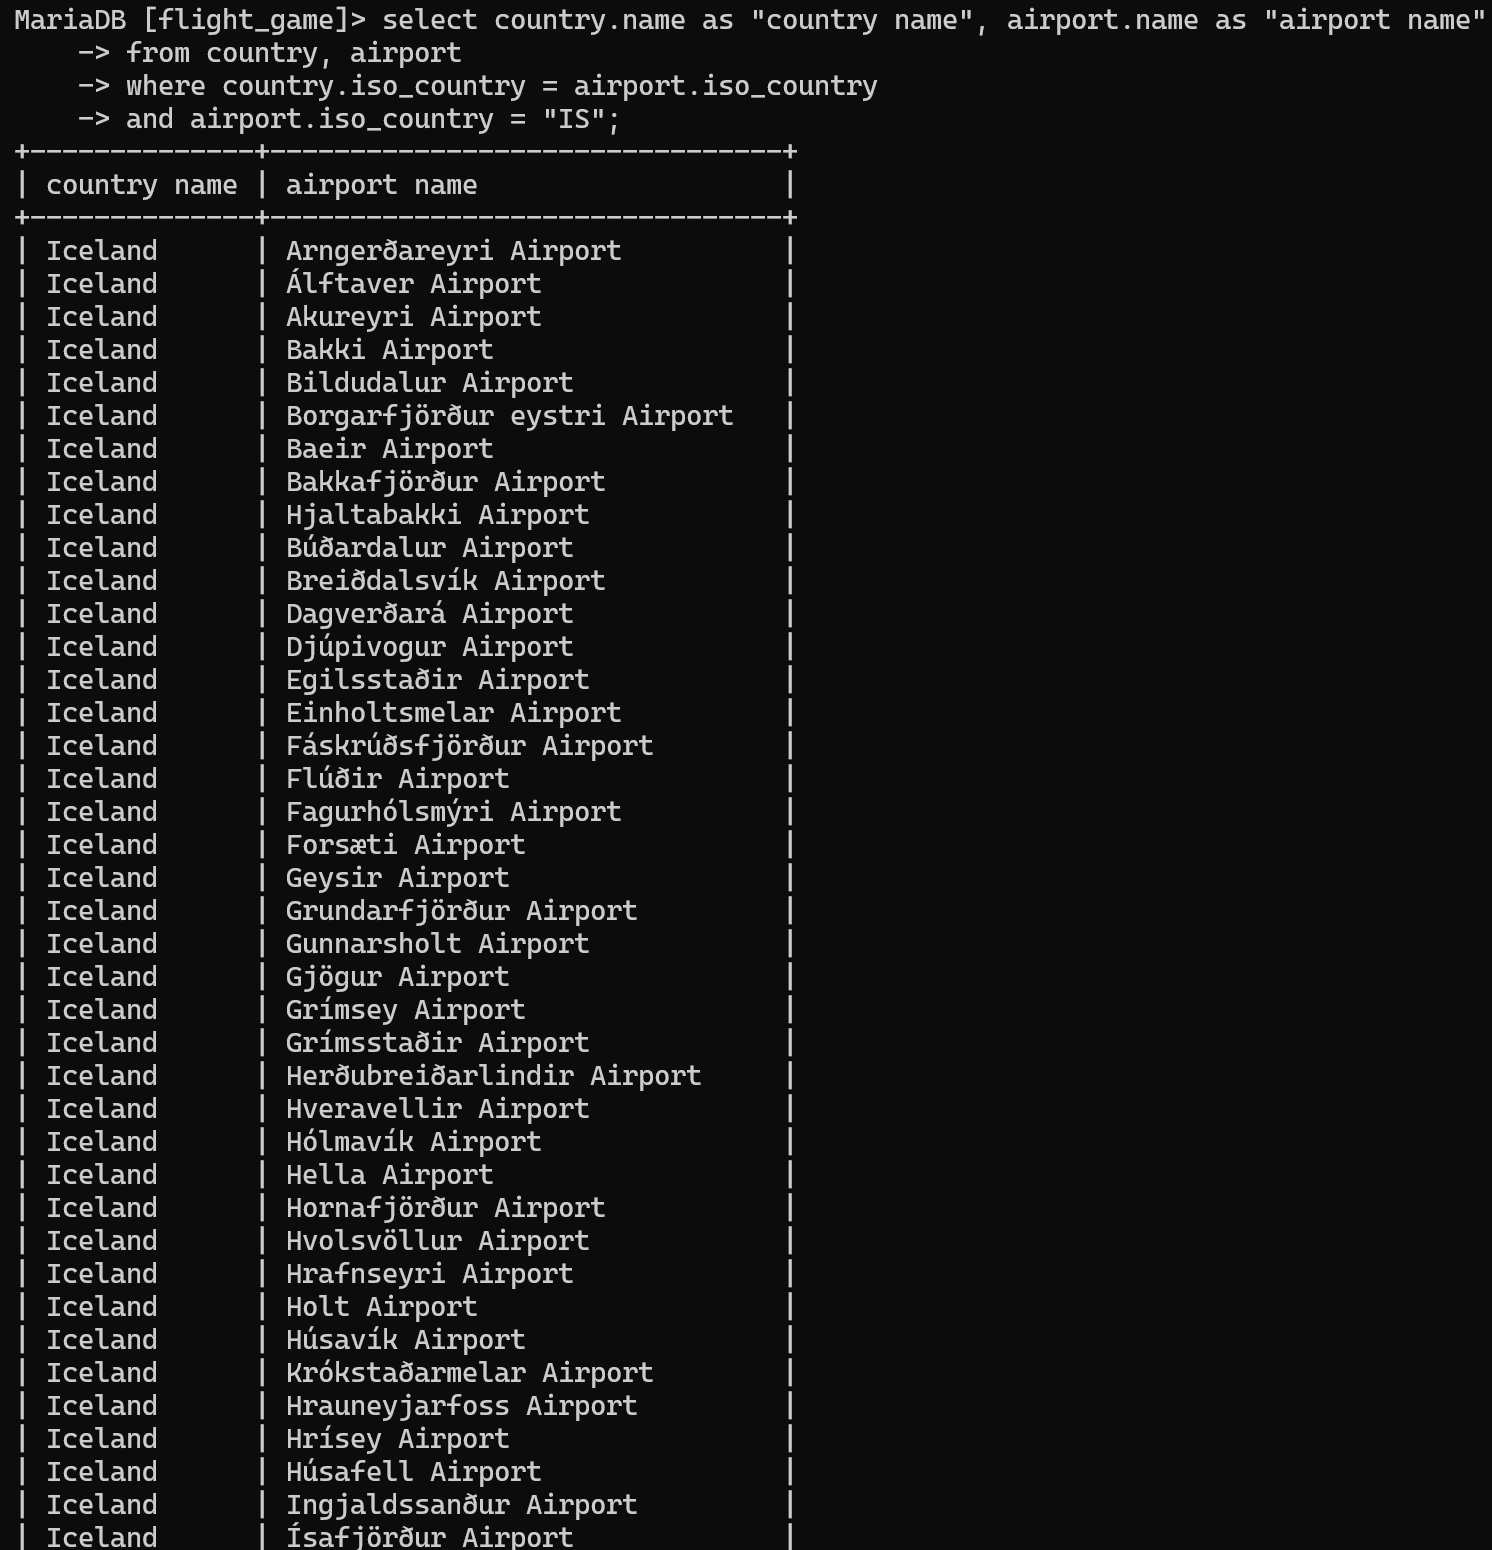 MariaDB [flight_game]> select country.name as "country name", airport.name as "airport name"
    -> from country, airport
    -> where country.iso_country = airport.iso_country
    -> and airport.iso_country = "IS";
+--------------+--------------------------------+
| country name | airport name                   |
+--------------+--------------------------------+
| Iceland      | Arngerðareyri Airport          |
| Iceland      | Álftaver Airport               |
| Iceland      | Akureyri Airport               |
| Iceland      | Bakki Airport                  |
| Iceland      | Bildudalur Airport             |
| Iceland      | Borgarfjörður eystri Airport   |
| Iceland      | Baeir Airport                  |
| Iceland      | Bakkafjörður Airport           |
| Iceland      | Hjaltabakki Airport            |
| Iceland      | Búðardalur Airport             |
| Iceland      | Breiðdalsvík Airport           |
| Iceland      | Dagverðará Airport             |
| Iceland      | Djúpivogur Airport             |
| Iceland      | Egilsstaðir Airport            |
| Iceland      | Einholtsmelar Airport          |
| Iceland      | Fáskrúðsfjörður Airport        |
| Iceland      | Flúðir Airport                 |
| Iceland      | Fagurhólsmýri Airport          |
| Iceland      | Forsæti Airport                |
| Iceland      | Geysir Airport                 |
| Iceland      | Grundarfjörður Airport         |
| Iceland      | Gunnarsholt Airport            |
| Iceland      | Gjögur Airport                 |
| Iceland      | Grímsey Airport                |
| Iceland      | Grímsstaðir Airport            |
| Iceland      | Herðubreiðarlindir Airport     |
| Iceland      | Hveravellir Airport            |
| Iceland      | Hólmavík Airport               |
| Iceland      | Hella Airport                  |
| Iceland      | Hornafjörður Airport           |
| Iceland      | Hvolsvöllur Airport            |
| Iceland      | Hrafnseyri Airport             |
| Iceland      | Holt Airport                   |
| Iceland      | Húsavík Airport                |
| Iceland      | Krókstaðarmelar Airport        |
| Iceland      | Hrauneyjarfoss Airport         |
| Iceland      | Hrísey Airport                 |
| Iceland      | Húsafell Airport               |
| Iceland      | Ingjaldssanður Airport         |
| Iceland      | Ísafjörður Airport             |